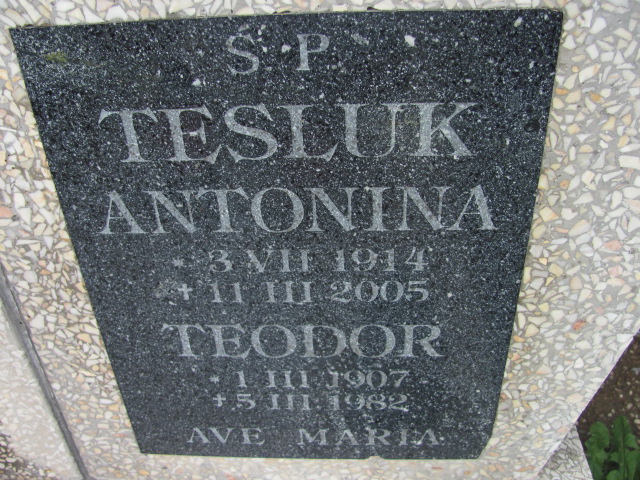 Ś P.
TESLUK
ANTONINA
* 3 VII 1914
+ 11 III 2005
TEODOR
* 1 III 1907
+ 5 III 1982
AVE MARIA